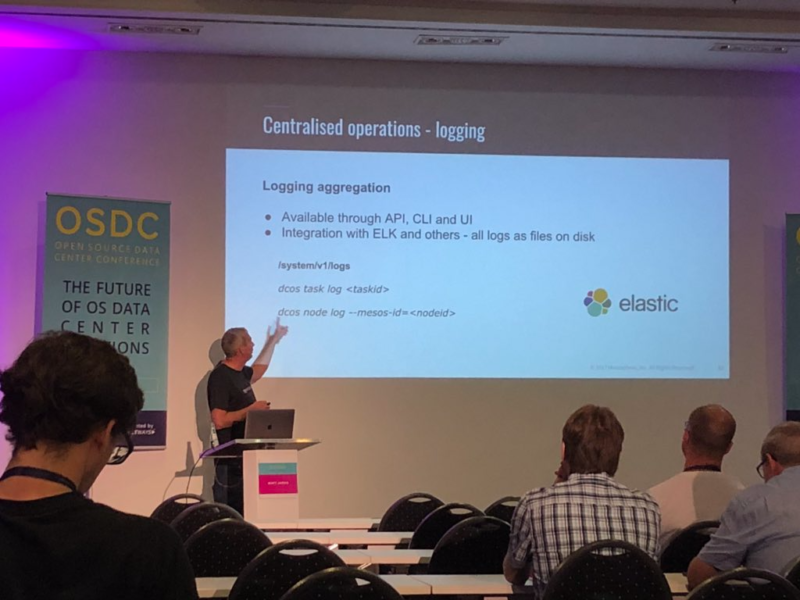 Centralised operations - logging
Logging aggregation
● Available through API, CLI and UI
● Integration with ELK and others - all logs as files on disk
/system/v1/logs
dcos task log <taskid>
dcos node log --mesos-id=<nodeid>
elastic
OSDC
OPEN SOURCE DATA
CENTER CONFERENCE
THE FUTURE
OF OS DATA
CENTER